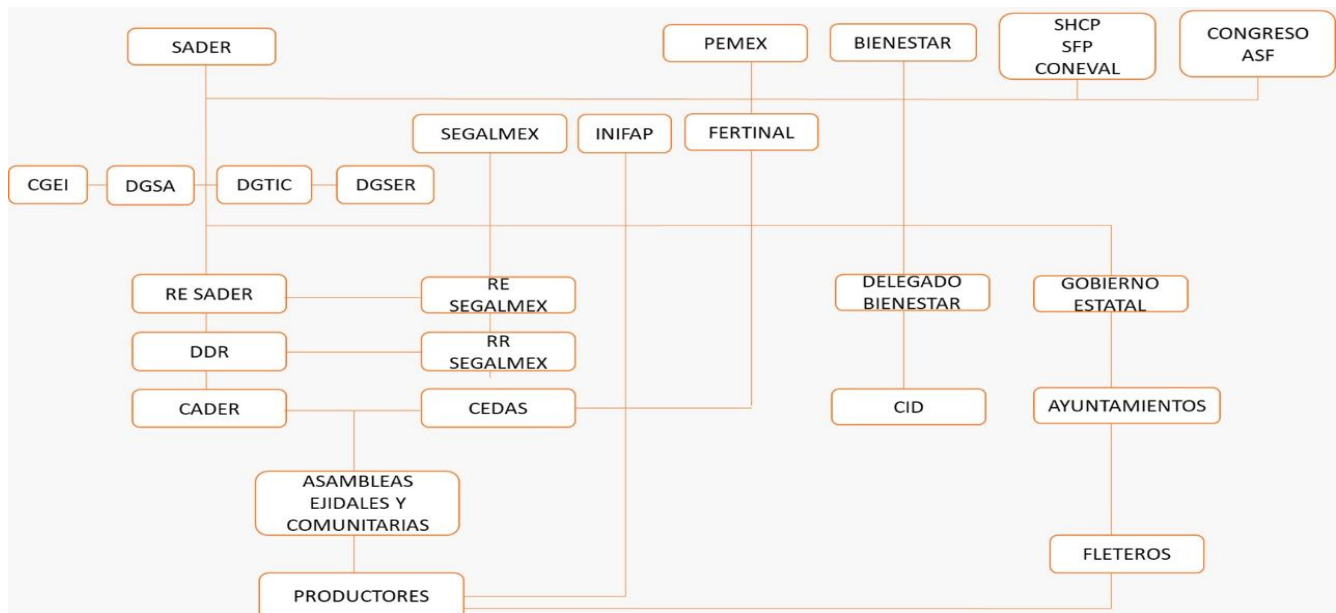 SADER
PEMEX
BIENESTAR
SHCP
SFP
CONEVAL
CONGRESO
ASF
SEGALMEX
INIFAP
FERTINAL
CGEI
DGSA
DGTIC
DGSER
RE SADER
RE
SEGALMEX
DELEGADO
BIENESTAR
GOBIERNO
ESTATAL
DDR
RR
SEGALMEX
CADER
CEDAS
CID
AYUNTAMIENTOS
ASAMBLEAS
EJIDALES Y
COMUNITARIAS
FLETEROS
PRODUCTORES